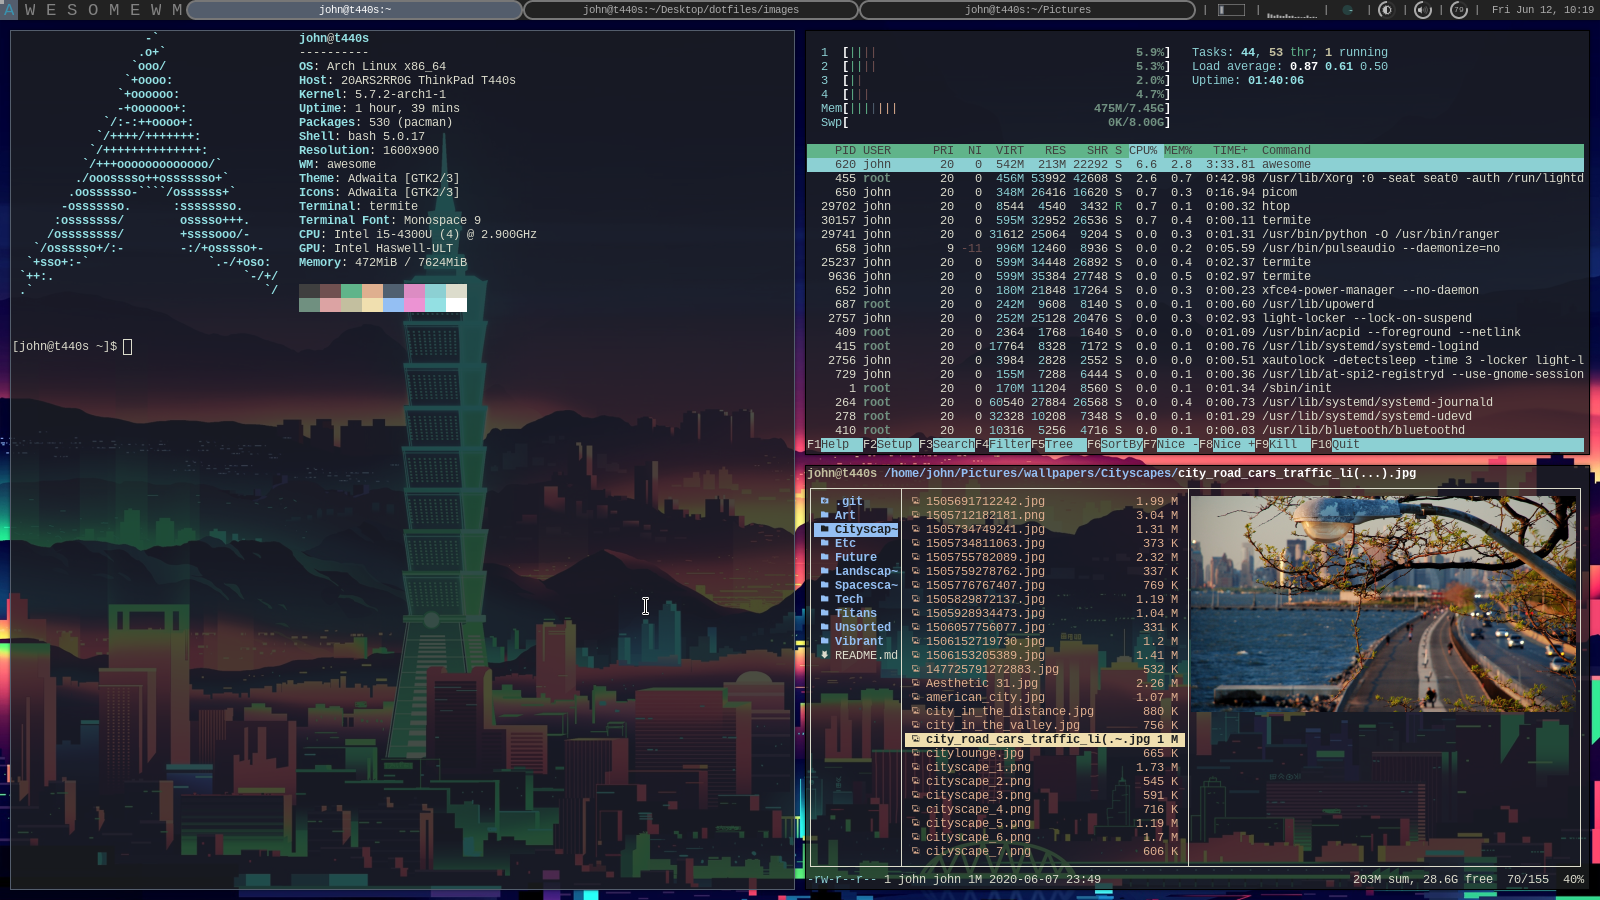 A W E S O M E W M john@t440s:~ john@t440s:~/Desktop/dotfiles/images john@t440s:~/Pictures | | | | | 79 | Fri Jun 12, 10:19
-`
.o+`
`ooo/
`+oooo:
`+oooooo:
-+oooooo+:
`/:-:++oooo+:
`/++++/+++++++:
`/++++++++++++++:
`/+++ooooooooooooo/`
./ooosssso++osssssso+`
.oossssso-````/ossssss+`
-osssssso.      :ssssssso.
:osssssss/        osssso+++.
/ossssssss/        +ssssooo/-
`/ossssso+/:-        -:/+osssso+-
`+sso+:-`                 `.-/+oso:
`++:.                           `-/+/
.`                                 `/
john@t440s
----------
OS: Arch Linux x86_64
Host: 20ARS2RR0G ThinkPad T440s
Kernel: 5.7.2-arch1-1
Uptime: 1 hour, 39 mins
Packages: 530 (pacman)
Shell: bash 5.0.17
Resolution: 1600x900
WM: awesome
Theme: Adwaita [GTK2/3]
Icons: Adwaita [GTK2/3]
Terminal: termite
Terminal Font: Monospace 9
CPU: Intel i5-4300U (4) @ 2.900GHz
GPU: Intel Haswell-ULT
Memory: 472MiB / 7624MiB
[john@t440s ~]$
1 [|||| 5.9%] Tasks: 44, 53 thr; 1 running
2 [|||| 5.3%] Load average: 0.87 0.61 0.50
3 [|| 2.0%] Uptime: 01:40:06
4 [||| 4.7%]
Mem[||||||| 475M/7.45G]
Swp[ 0K/8.00G]
PID USER PRI NI VIRT RES SHR S CPU% MEM% TIME+ Command
620 john 20 0 542M 213M 22292 S 6.6 2.8 3:33.81 awesome
455 root 20 0 456M 53992 42608 S 2.6 0.7 0:42.98 /usr/lib/Xorg :0 -seat seat0 -auth /run/lightd
650 john 20 0 348M 26416 16620 S 0.7 0.3 0:16.94 picom
29702 john 20 0 8544 4540 3432 R 0.7 0.1 0:00.32 htop
30157 john 20 0 595M 32952 26536 S 0.7 0.4 0:00.11 termite
29741 john 20 0 31612 25064 9204 S 0.0 0.3 0:01.31 /usr/bin/python -O /usr/bin/ranger
658 john 9 -11 996M 12460 8936 S 0.0 0.2 0:05.59 /usr/bin/pulseaudio --daemonize=no
25237 john 20 0 599M 34448 26892 S 0.0 0.4 0:02.37 termite
9636 john 20 0 599M 35384 27748 S 0.0 0.5 0:02.97 termite
652 john 20 0 180M 21848 17264 S 0.0 0.3 0:00.23 xfce4-power-manager --no-daemon
687 root 20 0 242M 9608 8140 S 0.0 0.1 0:00.60 /usr/lib/upowerd
2757 john 20 0 252M 25128 20476 S 0.0 0.3 0:02.93 light-locker --lock-on-suspend
409 root 20 0 2364 1768 1640 S 0.0 0.0 0:01.09 /usr/bin/acpid --foreground --netlink
415 root 20 0 17764 8328 7172 S 0.0 0.1 0:00.76 /usr/lib/systemd/systemd-logind
2756 john 20 0 3984 2828 2552 S 0.0 0.0 0:00.51 xautolock -detectsleep -time 3 -locker light-l
729 john 20 0 155M 7288 6444 S 0.0 0.1 0:00.36 /usr/lib/at-spi2-registryd --use-gnome-session
1 root 20 0 170M 11204 8560 S 0.0 0.1 0:01.34 /sbin/init
264 root 20 0 60540 27884 26568 S 0.0 0.4 0:00.73 /usr/lib/systemd/systemd-journald
278 root 20 0 32328 10208 7348 S 0.0 0.1 0:01.29 /usr/lib/systemd/systemd-udevd
410 root 20 0 10316 5256 4716 S 0.0 0.1 0:00.03 /usr/lib/bluetooth/bluetoothd
F1Help F2Setup F3SearchF4FilterF5Tree F6SortByF7Nice -F8Nice +F9Kill F10Quit
john@t440s /home/john/Pictures/wallpapers/Cityscapes/city_road_cars_traffic_li(...).jpg
.git
Art
Cityscap~
Etc
Future
Landscap~
Spacesca~
Tech
Titans
Unsorted
Vibrant
README.md
1505691712242.jpg 1.99 M
1505712182181.png 3.04 M
1505734749241.jpg 1.31 M
1505734811063.jpg 373 K
1505755782089.jpg 2.32 M
1505759278762.jpg 337 K
1505776767407.jpg 769 K
1505829872137.jpg 1.19 M
1505928934473.jpg 1.04 M
1506057756077.jpg 331 K
1506152719730.jpg 1.2 M
1506153205389.jpg 1.41 M
147725791272883.jpg 532 K
Aesthetic 31.jpg 2.26 M
american_city.jpg 1.07 M
city_in_the_distance.jpg 880 K
city_in_the_valley.jpg 756 K
city_road_cars_traffic_li(.~.jpg 1 M
citylounge.jpg 665 K
cityscape_1.png 1.73 M
cityscape_2.png 545 K
cityscape_3.png 591 K
cityscape_4.png 716 K
cityscape_5.png 1.19 M
cityscape_6.png 1.7 M
cityscape_7.png 606 K
-rw-r--r-- 1 john john 1M 2020-06-07 23:49 203M sum, 28.6G free 70/155 40%